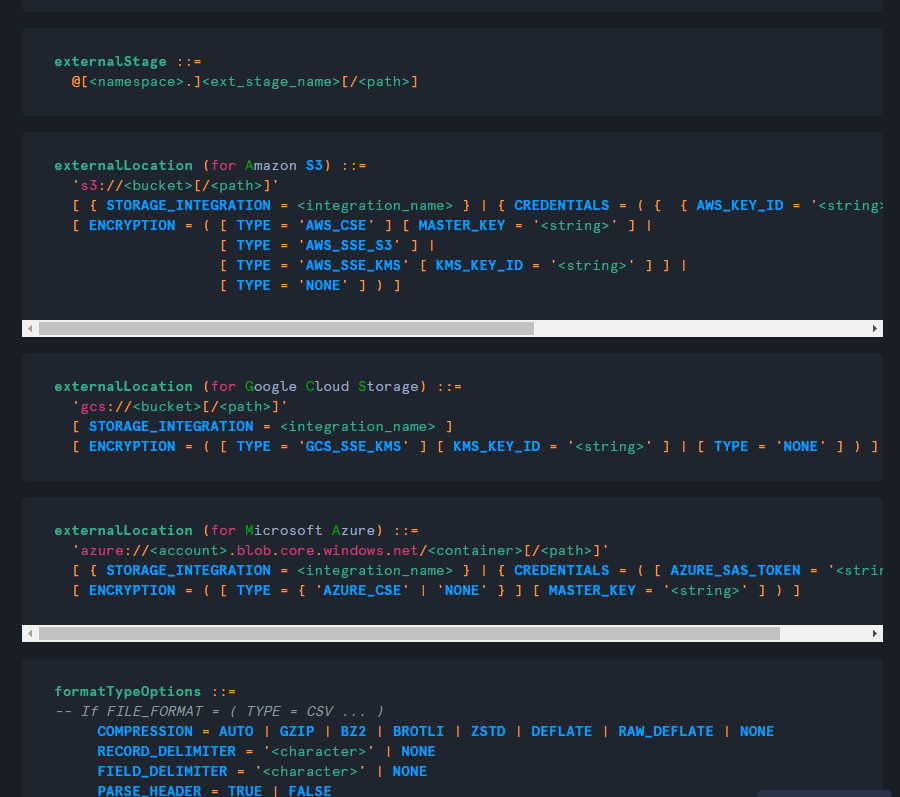 externalStage ::=
@[<namespace>.]<ext_stage_name>[/<path>]
externalLocation (for Amazon S3) ::=
's3://<bucket>[/<path>]'
[ { STORAGE_INTEGRATION = <integration_name> } | { CREDENTIALS = ( {  { AWS_KEY_ID = '<string>
[ ENCRYPTION = ( [ TYPE = 'AWS_CSE' ] [ MASTER_KEY = '<string>' ] |
[ TYPE = 'AWS_SSE_S3' ] |
[ TYPE = 'AWS_SSE_KMS' [ KMS_KEY_ID = '<string>' ] ] |
[ TYPE = 'NONE' ] ) ]
externalLocation (for Google Cloud Storage) ::=
'gcs://<bucket>[/<path>]'
[ STORAGE_INTEGRATION = <integration_name> ]
[ ENCRYPTION = ( [ TYPE = 'GCS_SSE_KMS' ] [ KMS_KEY_ID = '<string>' ] | [ TYPE = 'NONE' ] ) ]
externalLocation (for Microsoft Azure) ::=
'azure://<account>.blob.core.windows.net/<container>[/<path>]'
[ { STORAGE_INTEGRATION = <integration_name> } | { CREDENTIALS = ( [ AZURE_SAS_TOKEN = '<strin
[ ENCRYPTION = ( [ TYPE = { 'AZURE_CSE' | 'NONE' } ] [ MASTER_KEY = '<string>' ] ) ]
formatTypeOptions ::=
-- If FILE_FORMAT = ( TYPE = CSV ... )
COMPRESSION = AUTO | GZIP | BZ2 | BROTLI | ZSTD | DEFLATE | RAW_DEFLATE | NONE
RECORD_DELIMITER = '<character>' | NONE
FIELD_DELIMITER = '<character>' | NONE
PARSE_HEADER = TRUE | FALSE